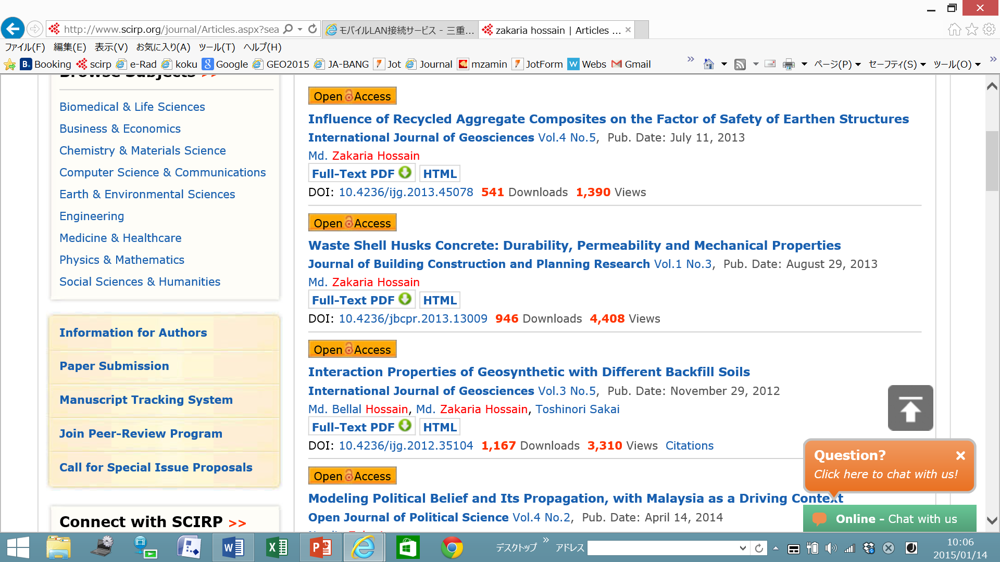 http://www.scirp.org/journal/Articles.aspx?sea
モバイルLAN接続サービス - 三重...
zakaria hossain | Articles ...
ファイル(F) 編集(E) 表示(V) お気に入り(A) ツール(T) ヘルプ(H)
Booking scirp e-Rad koku Google GEO2015 JA-BANG Jot Journal mzamin JotForm Webs Gmail
ページ(P) セーフティ(S) ツール(O)
Browse Subjects >>
Biomedical & Life Sciences
Business & Economics
Chemistry & Materials Science
Computer Science & Communications
Earth & Environmental Sciences
Engineering
Medicine & Healthcare
Physics & Mathematics
Social Sciences & Humanities
Information for Authors
Paper Submission
Manuscript Tracking System
Join Peer-Review Program
Call for Special Issue Proposals
Connect with SCIRP >>
Open Access
Influence of Recycled Aggregate Composites on the Factor of Safety of Earthen Structures
International Journal of Geosciences Vol.4 No.5, Pub. Date: July 11, 2013
Md. Zakaria Hossain
Full-Text PDF HTML
DOI: 10.4236/ijg.2013.45078 541 Downloads 1,390 Views
Open Access
Waste Shell Husks Concrete: Durability, Permeability and Mechanical Properties
Journal of Building Construction and Planning Research Vol.1 No.3, Pub. Date: August 29, 2013
Md. Zakaria Hossain
Full-Text PDF HTML
DOI: 10.4236/jbcpr.2013.13009 946 Downloads 4,408 Views
Open Access
Interaction Properties of Geosynthetic with Different Backfill Soils
International Journal of Geosciences Vol.3 No.5, Pub. Date: November 29, 2012
Md. Bellal Hossain, Md. Zakaria Hossain, Toshinori Sakai
Full-Text PDF HTML
DOI: 10.4236/ijg.2012.35104 1,167 Downloads 3,310 Views Citations
Open Access
Modeling Political Belief and Its Propagation, with Malaysia as a Driving Context
Open Journal of Political Science Vol.4 No.2, Pub. Date: April 14, 2014
Question?
Click here to chat with us!
Online - Chat with us
デスクトップ アドレス
10:06
2015/01/14